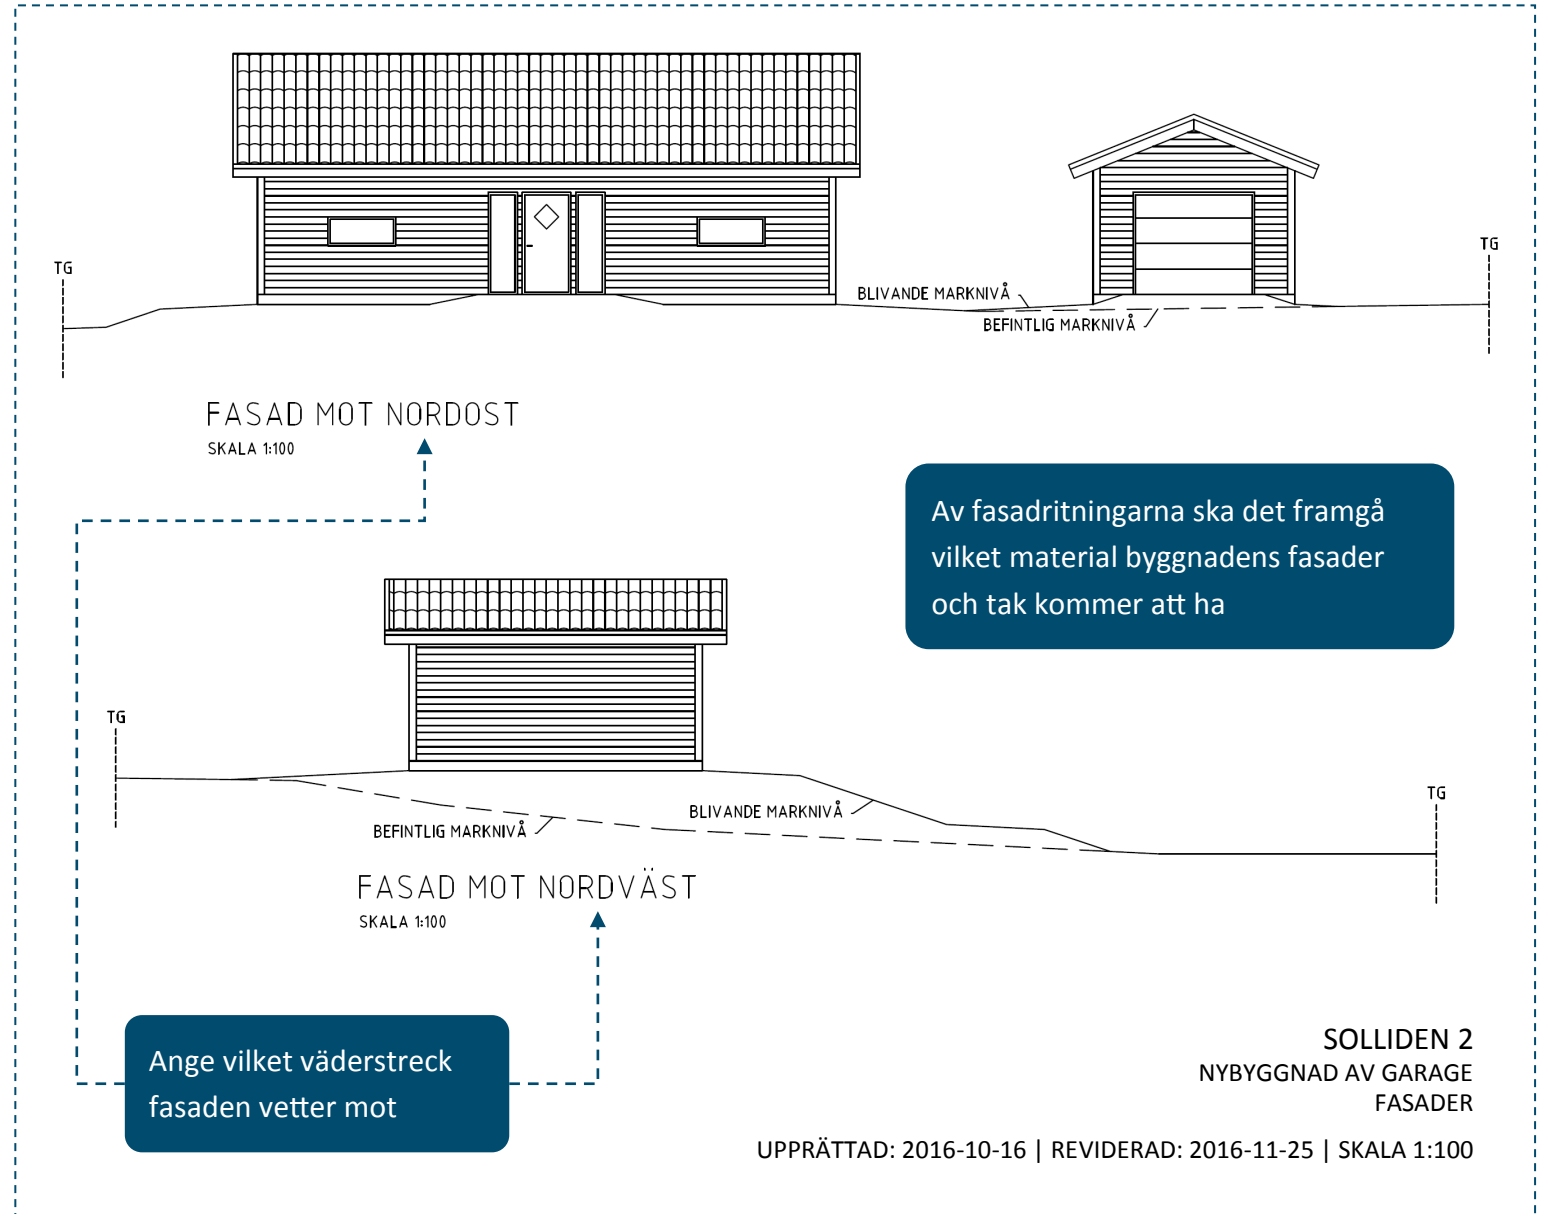 TG
TG
BLIVANDE MARKNIVÅ
BEFINTLIG MARKNIVÅ
FASAD MOT NORDOST
SKALA 1:100
Av fasadritningarna ska det framgå
vilket material byggnadens fasader
och tak kommer att ha
TG
TG
BLIVANDE MARKNIVÅ
BEFINTLIG MARKNIVÅ
FASAD MOT NORDVÄST
SKALA 1:100
Ange vilket väderstreck
fasaden vetter mot
SOLLIDEN 2
NYBYGGNAD AV GARAGE
FASADER
UPPRÄTTAD: 2016-10-16 | REVIDERAD: 2016-11-25 | SKALA 1:100